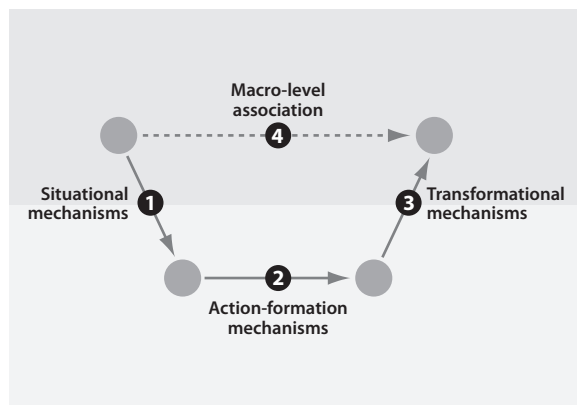 Macro-level
association
4
Situational
mechanisms
1
3
Transformational
mechanisms
2
Action-formation
mechanisms